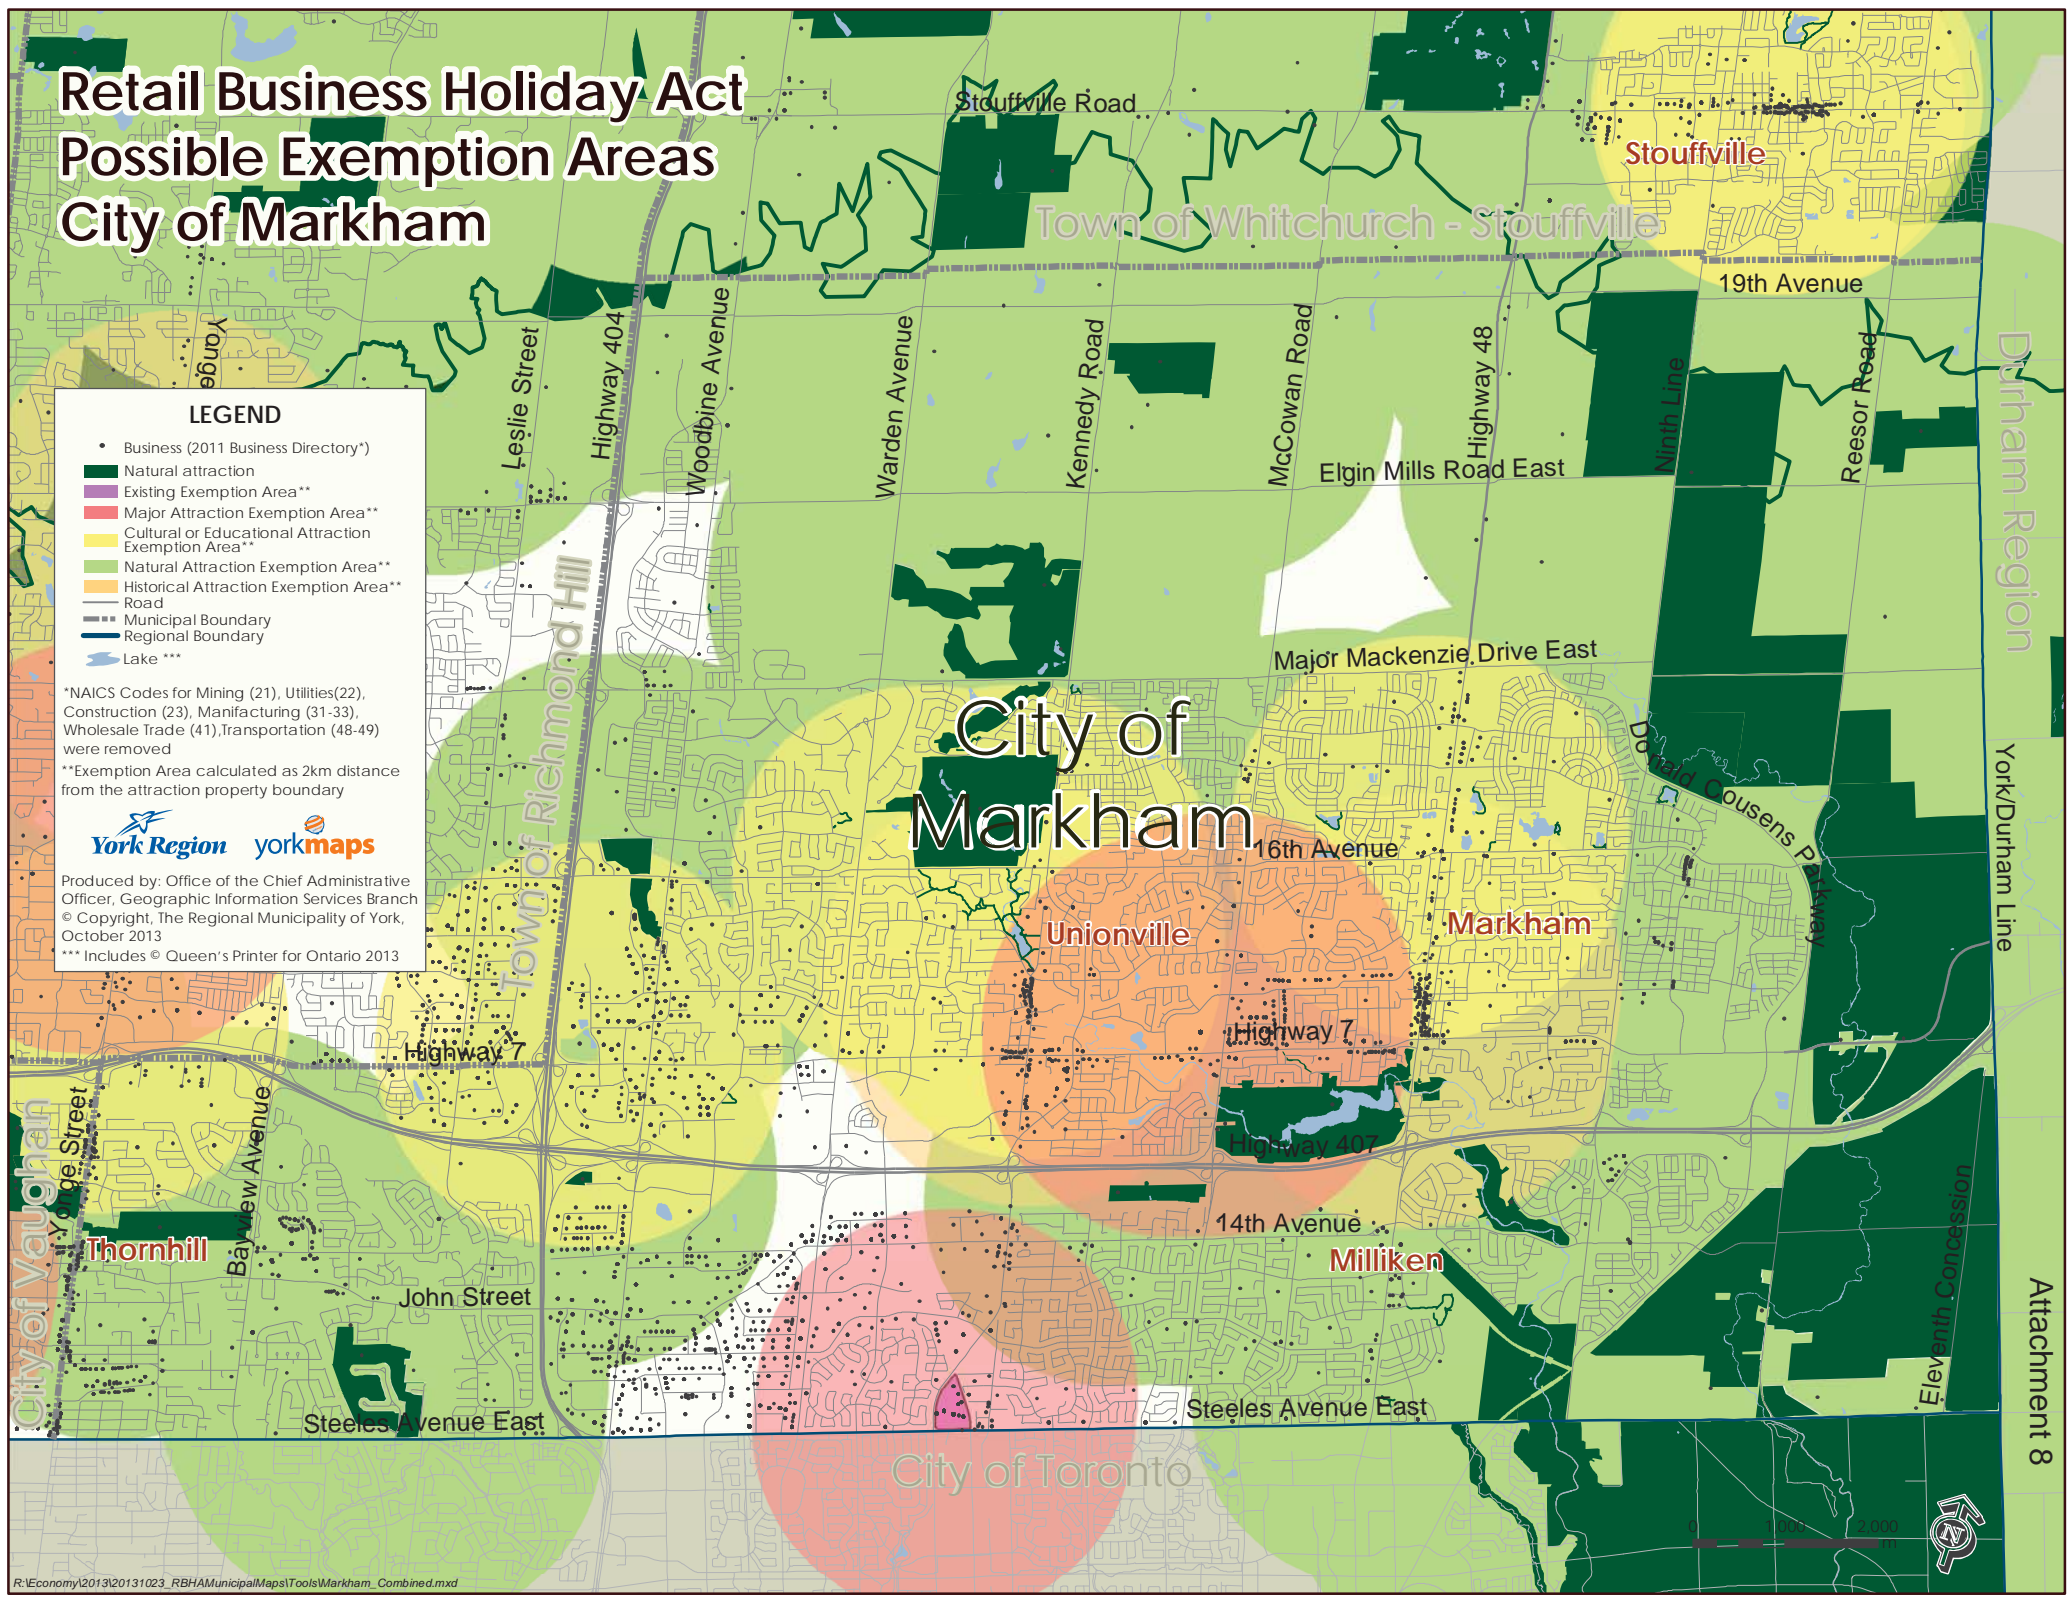 Retail Business Holiday Act
Possible Exemption Areas
City of Markham
Stouffville Road
Stouffville
Town of Whitchurch - Stouffville
19th Avenue
Yonge
Leslie Street
Highway 404
Woodbine Avenue
Warden Avenue
Kennedy Road
McCowan Road
Highway 48
Ninth Line
Reesor Road
Durham Region
Elgin Mills Road East
LEGEND
Business (2011 Business Directory*)
Natural attraction
Existing Exemption Area**
Major Attraction Exemption Area**
Cultural or Educational Attraction
Exemption Area**
Natural Attraction Exemption Area**
Historical Attraction Exemption Area**
Road
Municipal Boundary
Regional Boundary
Lake ***
*NAICS Codes for Mining (21), Utilities(22),
Construction (23), Manifacturing (31-33),
Wholesale Trade (41),Transportation (48-49)
were removed
**Exemption Area calculated as 2km distance
from the attraction property boundary
York Region
yorkmaps
Produced by: Office of the Chief Administrative
Officer, Geographic Information Services Branch
© Copyright, The Regional Municipality of York,
October 2013
*** Includes © Queen's Printer for Ontario 2013
Town of Richmond Hill
Major Mackenzie Drive East
City of
Markham
Donald Cousens Parkway
York/Durham Line
16th Avenue
Unionville
Markham
Highway 7
Highway 7
Highway 407
14th Avenue
Milliken
City of Vaughan
Yonge Street
Bayview Avenue
Thornhill
John Street
Steeles Avenue East
Steeles Avenue East
Eleventh Concession
Attachment 8
City of Toronto
0 1,000 2,000
m
N
R:\Economy\2013\20131023_RBHAMunicipalMaps\Tools\Markham_Combined.mxd